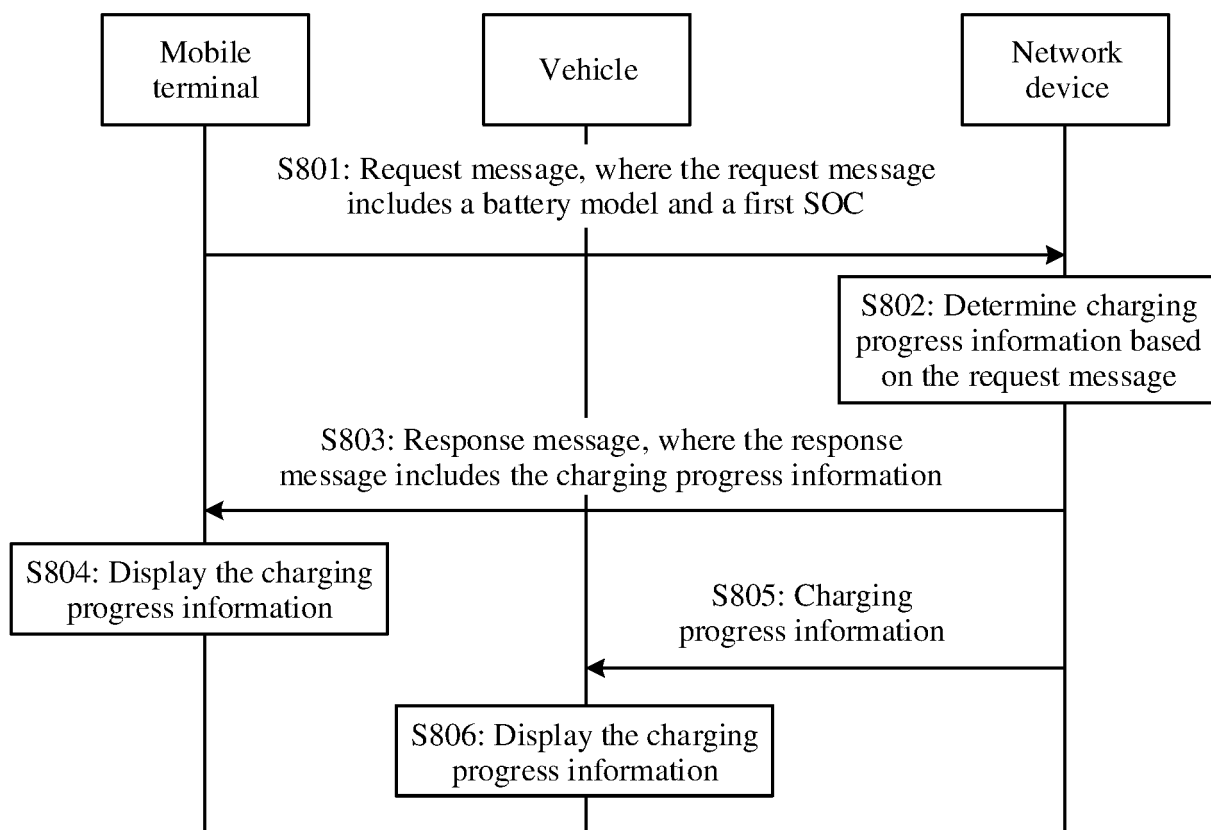 Mobile
terminal
Vehicle
Network
device
S801: Request message, where the request message
includes a battery model and a first SOC
S802: Determine charging
progress information based
on the request message
S803: Response message, where the response
message includes the charging progress information
S804: Display the charging
progress information
S805: Charging
progress information
S806: Display the charging
progress information